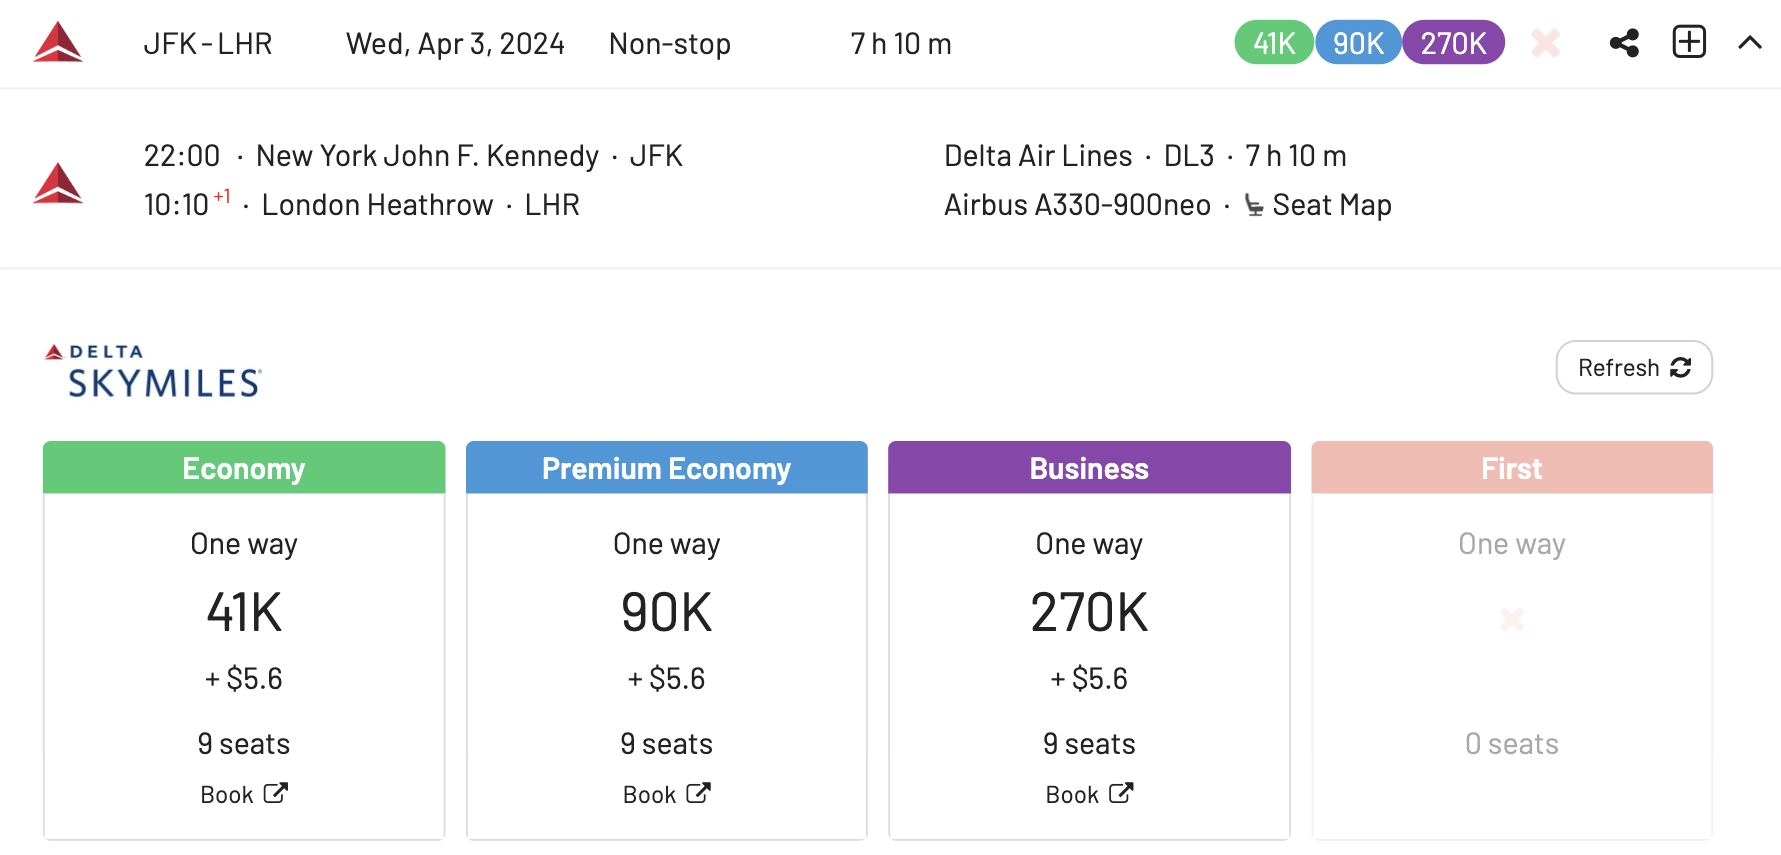 JFK - LHR Wed, Apr 3, 2024 Non-stop 7 h 10 m 41K 90K 270K
22:00 · New York John F. Kennedy · JFK
10:10 +1 · London Heathrow · LHR
Delta Air Lines · DL3 · 7 h 10 m
Airbus A330-900neo · Seat Map
DELTA
SKYMILES
Refresh
Economy
One way
41K
+ $5.6
9 seats
Book
Premium Economy
One way
90K
+ $5.6
9 seats
Book
Business
One way
270K
+ $5.6
9 seats
Book
First
One way
0 seats